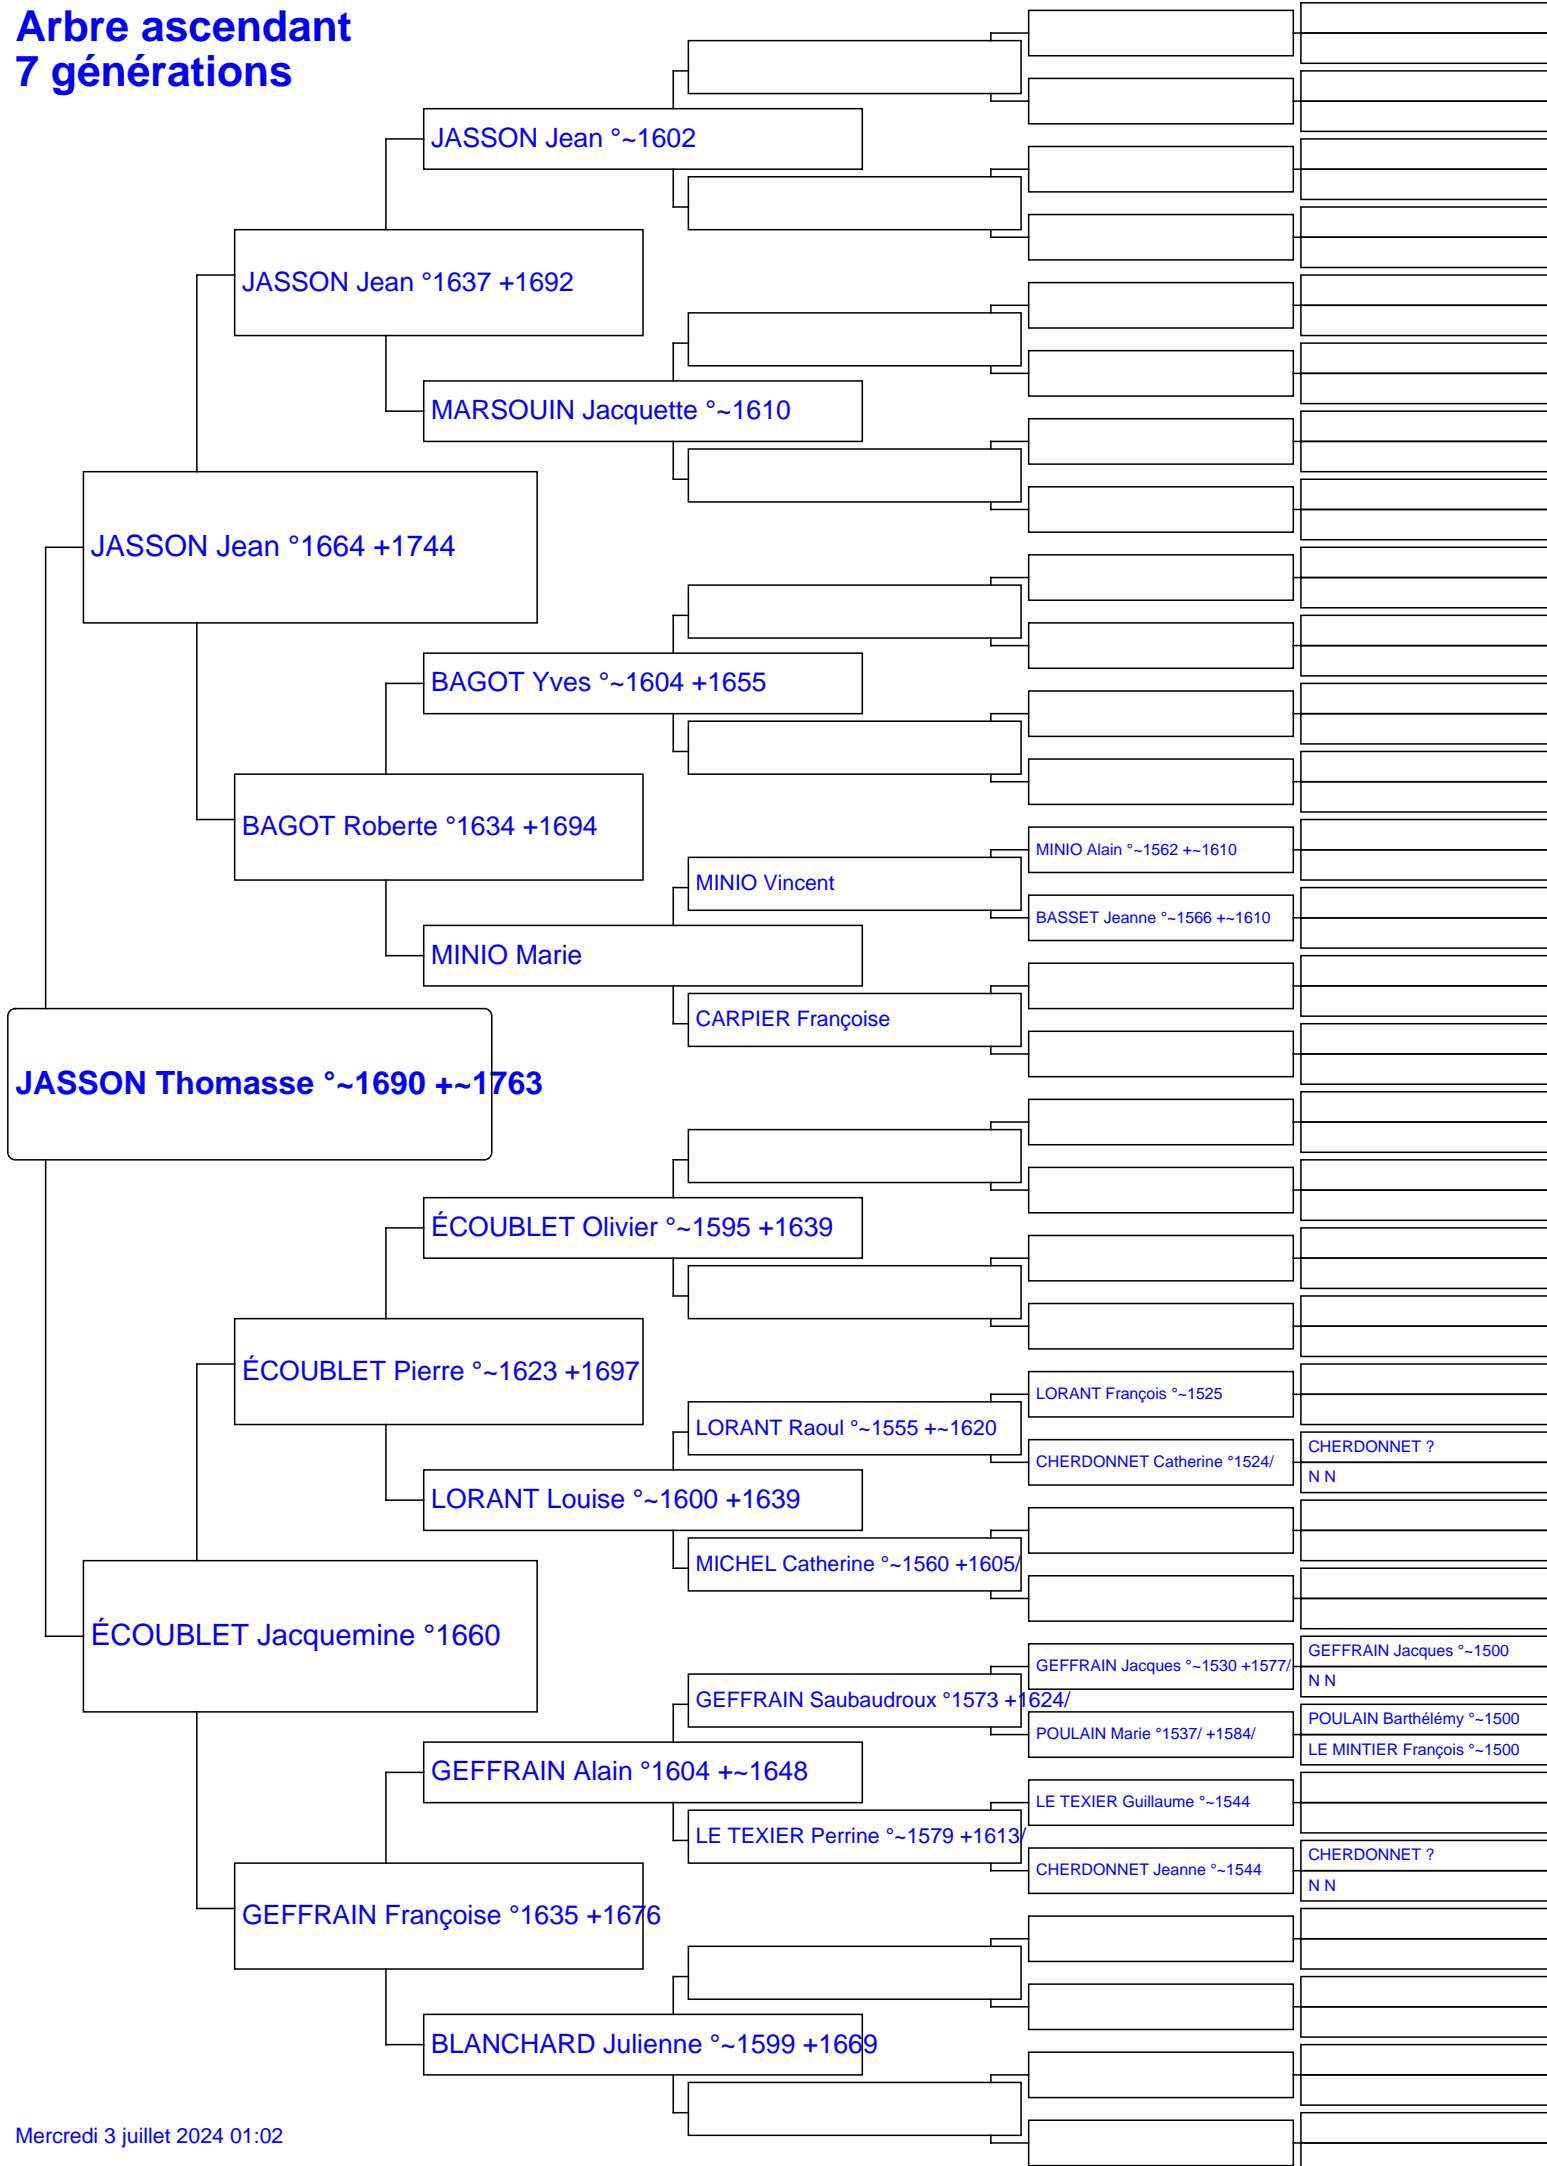 Arbre ascendant
7 générations
JASSON Jean °~1602
JASSON Jean °1637 +1692
MARSOUIN Jacquette °~1610
JASSON Jean °1664 +1744
BAGOT Yves °~1604 +1655
BAGOT Roberte °1634 +1694
MINIO Alain °~1562 +~1610
MINIO Vincent
BASSET Jeanne °~1566 +~1610
MINIO Marie
CARPIER Françoise
JASSON Thomasse °~1690 +~1763
ÉCOUBLET Olivier °~1595 +1639
ÉCOUBLET Pierre °~1623 +1697
LORANT François °~1525
LORANT Raoul °~1555 +~1620
CHERDONNET ?
CHERDONNET Catherine °1524/
N N
LORANT Louise °~1600 +1639
MICHEL Catherine °~1560 +1605/
ÉCOUBLET Jacquemine °1660
GEFFRAIN Jacques °~1500
GEFFRAIN Jacques °~1530 +1577/
N N
GEFFRAIN Saubaudroux °1573 +1624/
POULAIN Barthélémy °~1500
POULAIN Marie °1537/ +1584/
LE MINTIER François °~1500
GEFFRAIN Alain °1604 +~1648
LE TEXIER Guillaume °~1544
LE TEXIER Perrine °~1579 +1613/
CHERDONNET ?
CHERDONNET Jeanne °~1544
N N
GEFFRAIN Françoise °1635 +1676
BLANCHARD Julienne °~1599 +1669
Mercredi 3 juillet 2024 01:02